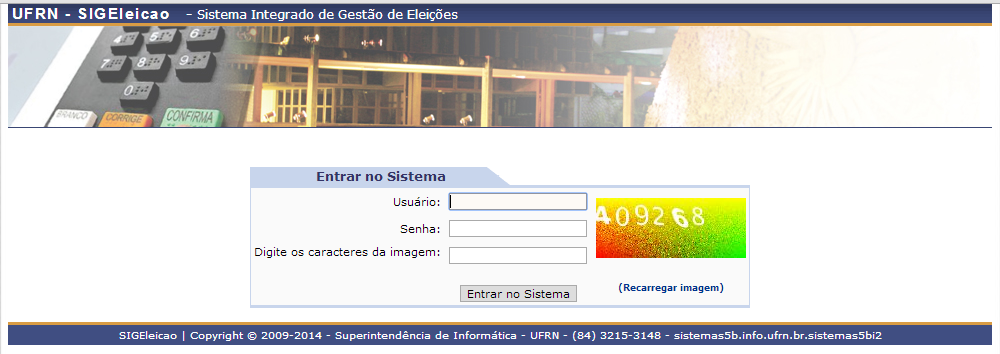 UFRN - SIGEleicao - Sistema Integrado de Gestão de Eleições
4 5 6
7 8 9
0
BRANCO CORRIGE CONFIRMA
Entrar no Sistema
Usuário:
Senha:
Digite os caracteres da imagem:
409268
(Recarregar imagem)
Entrar no Sistema
SIGEleicao | Copyright © 2009-2014 - Superintendência de Informática - UFRN - (84) 3215-3148 - sistemas5b.info.ufrn.br.sistemas5bi2